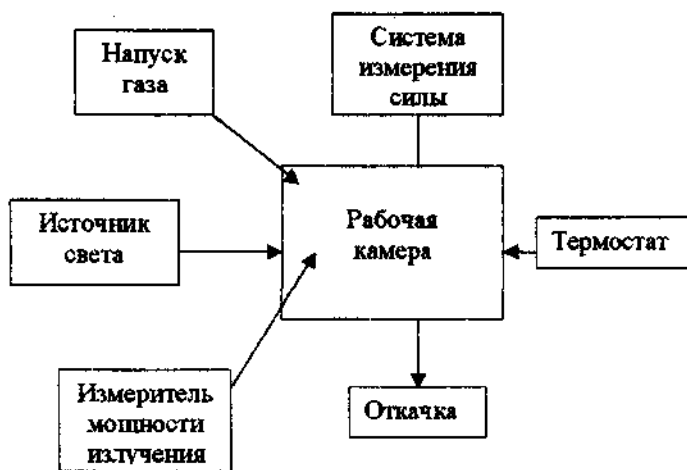 Напуск
газа
Система
измерения
силы
Источник
света
Рабочая
камера
Термостат
Измеритель
мощности
излучения
Откачка